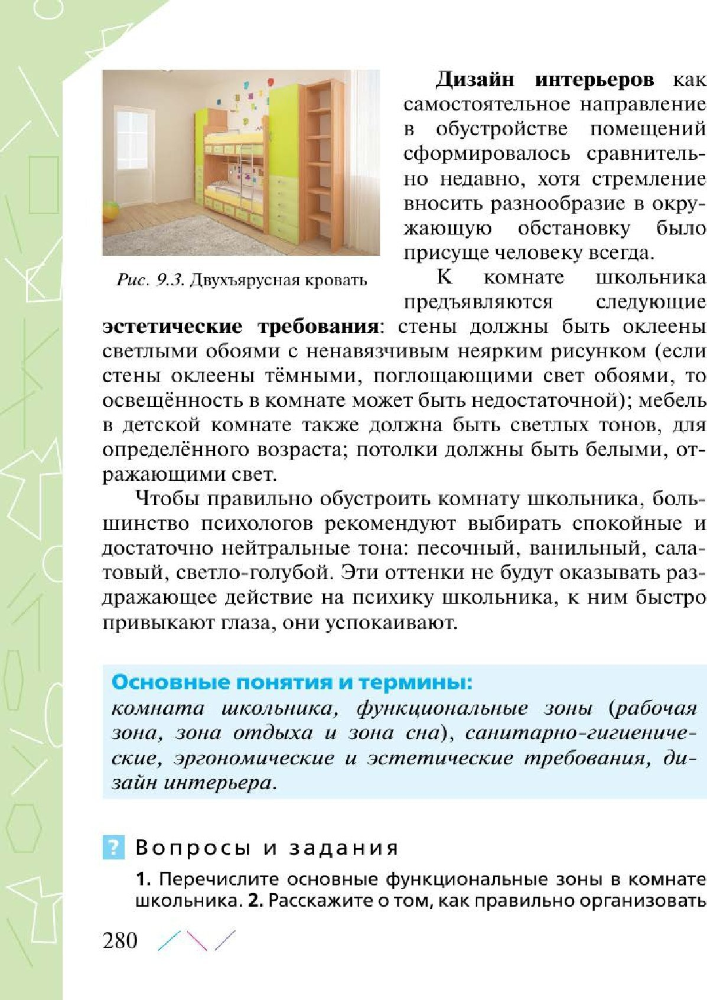 Дизайн интерьеров как
самостоятельное направление
в обустройстве помещений
сформировалось сравнитель-
но недавно, хотя стремление
вносить разнообразие в окру-
жающую обстановку было
присуще человеку всегда.
Рис. 9.3. Двухъярусная кровать
К комнате школьника
предъявляются следующие
эстетические требования: стены должны быть оклеены
светлыми обоями с ненавязчивым неярким рисунком (если
стены оклеены тёмными, поглощающими свет обоями, то
освещённость в комнате может быть недостаточной); мебель
в детской комнате также должна быть светлых тонов, для
определённого возраста; потолки должны быть белыми, от-
ражающими свет.
Чтобы правильно обустроить комнату школьника, боль-
шинство психологов рекомендуют выбирать спокойные и
достаточно нейтральные тона: песочный, ванильный, сала-
товый, светло-голубой. Эти оттенки не будут оказывать раз-
дражающее действие на психику школьника, к ним быстро
привыкают глаза, они успокаивают.
Основные понятия и термины:
комната школьника, функциональные зоны (рабочая
зона, зона отдыха и зона сна), санитарно-гигиениче-
ские, эргономические и эстетические требования, ди-
зайн интерьера.
? Вопросы и задания
1. Перечислите основные функциональные зоны в комнате
школьника. 2. Расскажите о том, как правильно организовать
280